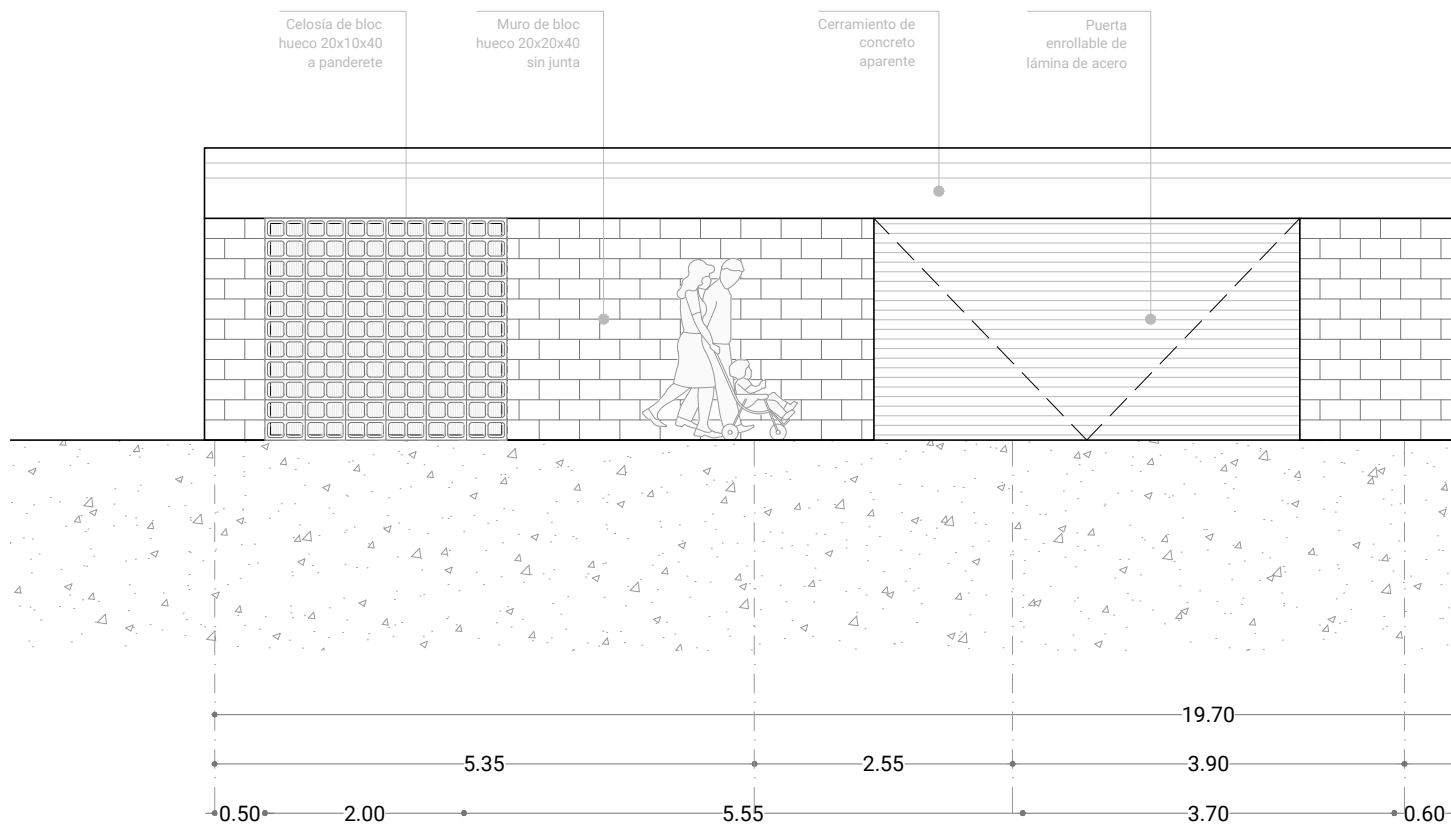 Celosía de bloc
hueco 20x10x40
a panderete
Muro de bloc
hueco 20x20x40
sin junta
Cerramiento de
concreto
aparente
Puerta
enrollable de
lámina de acero
19.70
5.35
2.55
3.90
0.50
2.00
5.55
3.70
0.60